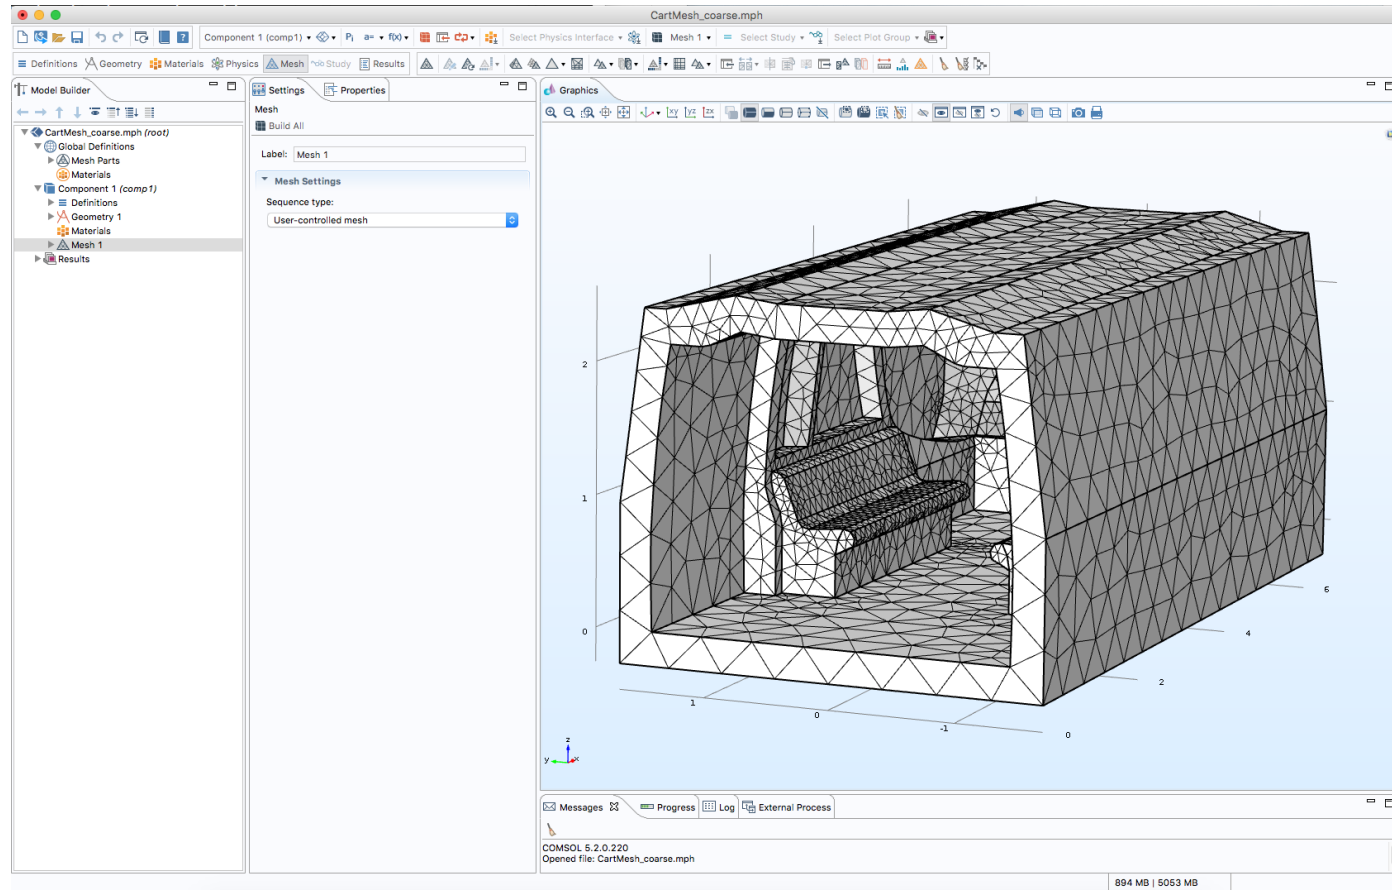 CartMesh_coarse.mph
Component 1 (comp1) Pi a= f(x) Select Physics Interface Mesh 1 = Select Study Select Plot Group
Definitions Geometry Materials Physics Mesh Study Results
Model Builder
CartMesh_coarse.mph (root)
Global Definitions
Mesh Parts
Materials
Component 1 (comp1)
Definitions
Geometry 1
Materials
Mesh 1
Results
Settings Properties
Mesh
Build All
Label: Mesh 1
Mesh Settings
Sequence type:
User-controlled mesh
Graphics
xy yz zx
2
1
0
1
0
-1
0
2
4
6
z
y x
Messages Progress Log External Process
COMSOL 5.2.0.220
Opened file: CartMesh_coarse.mph
894 MB | 5053 MB